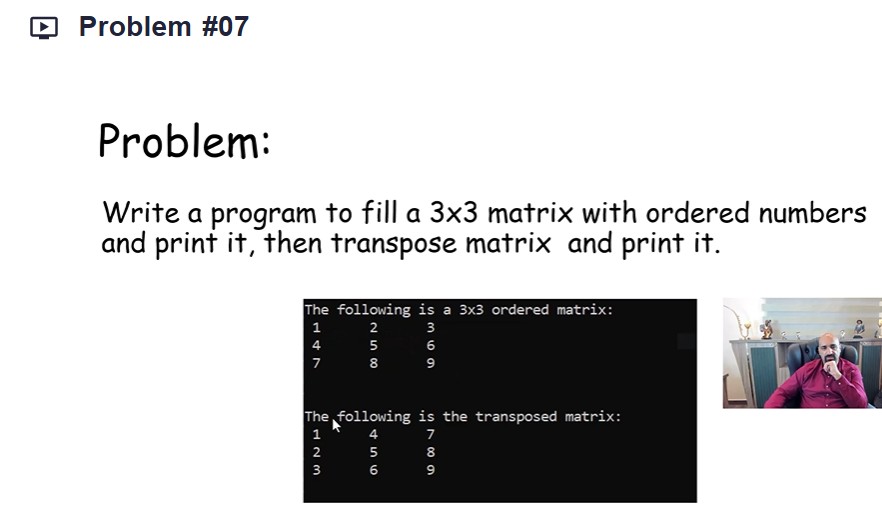 Problem #07
Problem:
Write a program to fill a 3x3 matrix with ordered numbers
and print it, then transpose matrix and print it.
The following is a 3x3 ordered matrix:
1 2 3
4 5 6
7 8 9
The following is the transposed matrix:
1 4 7
2 5 8
3 6 9